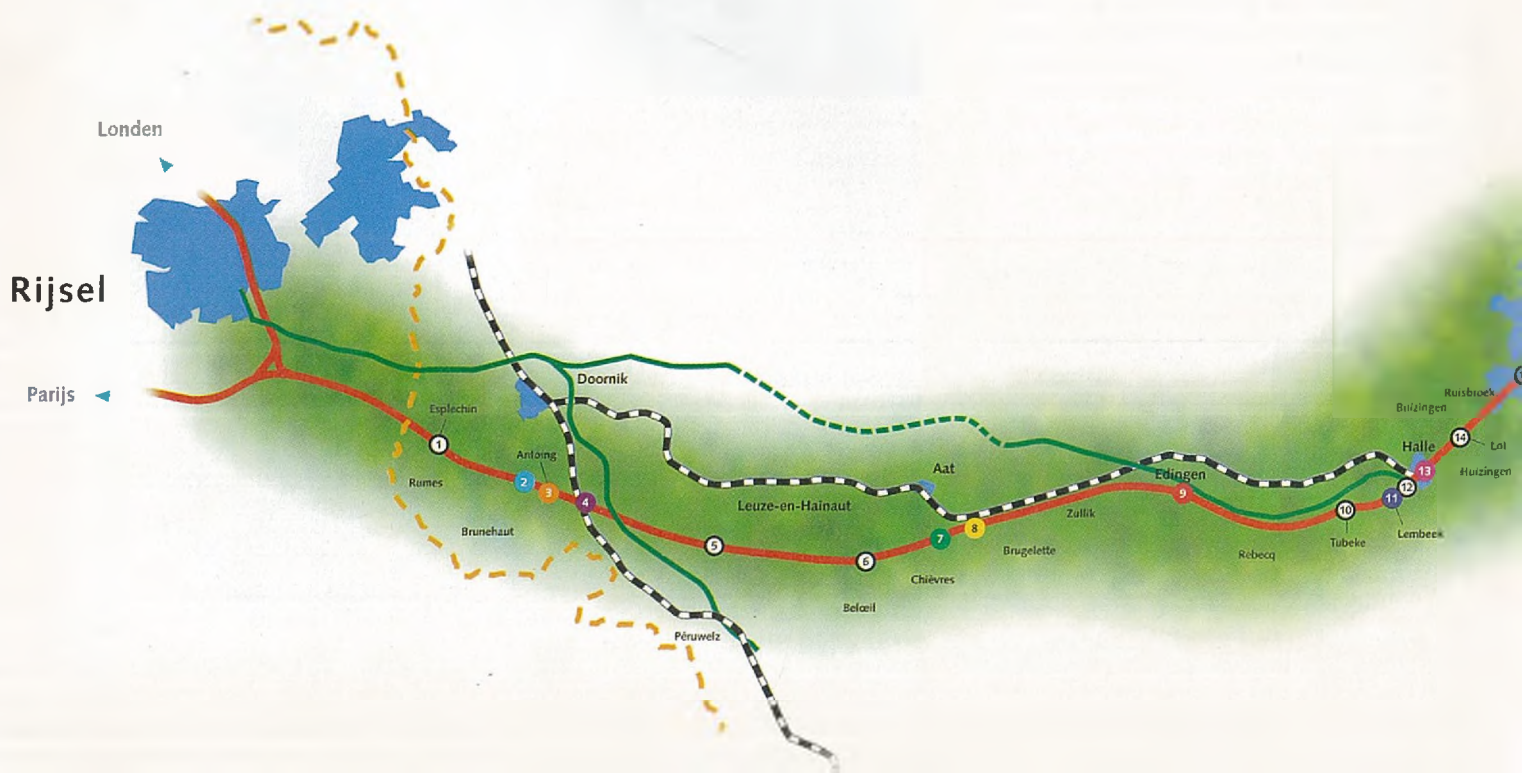 Londen
Rijsel
Parijs
Doornik
Esplechin
1
Antoing
Rumes
2
3
4
Brunehaut
Péruwelz
Leuze-en-Hainaut
5
6
Belœil
Aat
7
8
Chièvres
Brugelette
Zullik
Edingen
9
Rebecq
10
Tubeke
11
Lembeek
12
13
Halle
14
Lot
Huizingen
Buizingen
Ruisbroek